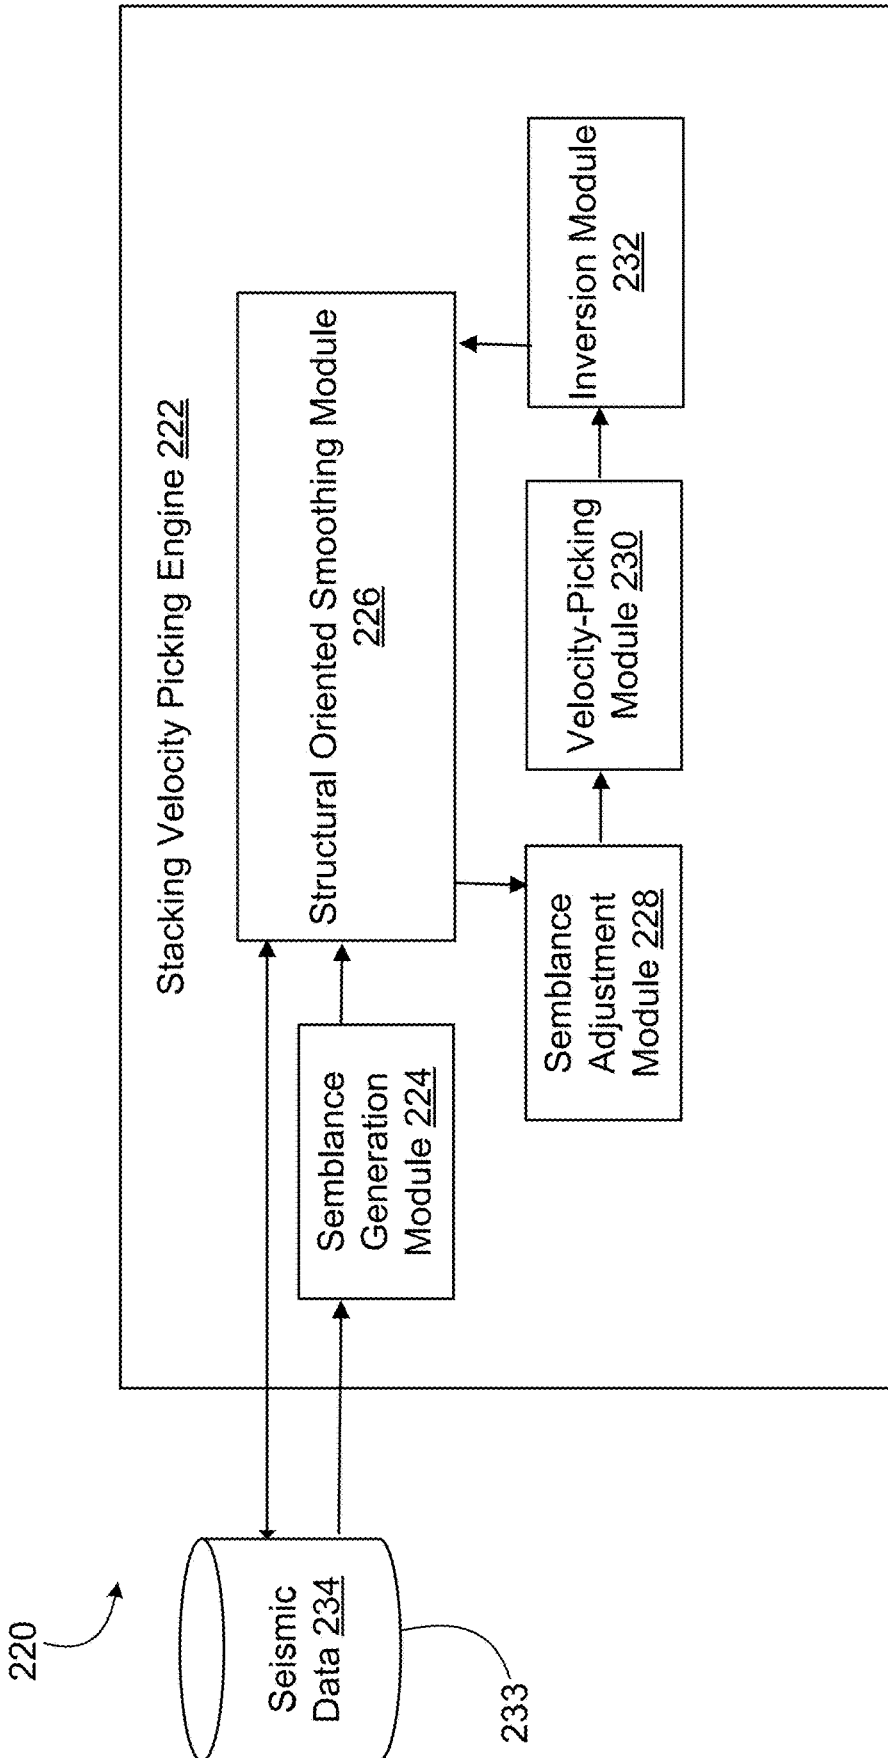 220
Stacking Velocity Picking Engine 222
Seismic
Data 234
233
Semblance
Generation
Module 224
Structural Oriented Smoothing Module
226
Semblance
Adjustment
Module 228
Velocity-Picking
Module 230
Inversion Module
232